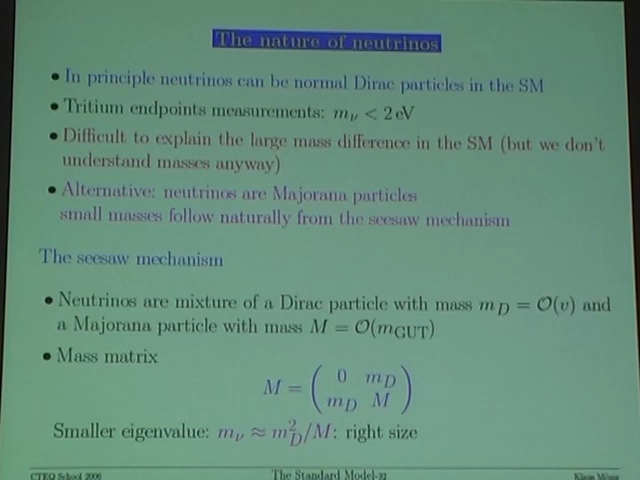 The nature of neutrinos
• In principle neutrinos can be normal Dirac particles in the SM
• Tritium endpoints measurements: mν < 2 eV
• Difficult to explain the large mass difference in the SM (but we don't
understand masses anyway)
• Alternative: neutrinos are Majorana particles
small masses follow naturally from the seesaw mechanism
The seesaw mechanism
• Neutrinos are mixture of a Dirac particle with mass mD = O(v) and
a Majorana particle with mass M = O(mGUT)
• Mass matrix
M = ( 0 mD
mD M )
Smaller eigenvalue: mν ≈ m²D/M: right size
CTEQ School 2006 The Standard Model-32 Klaus